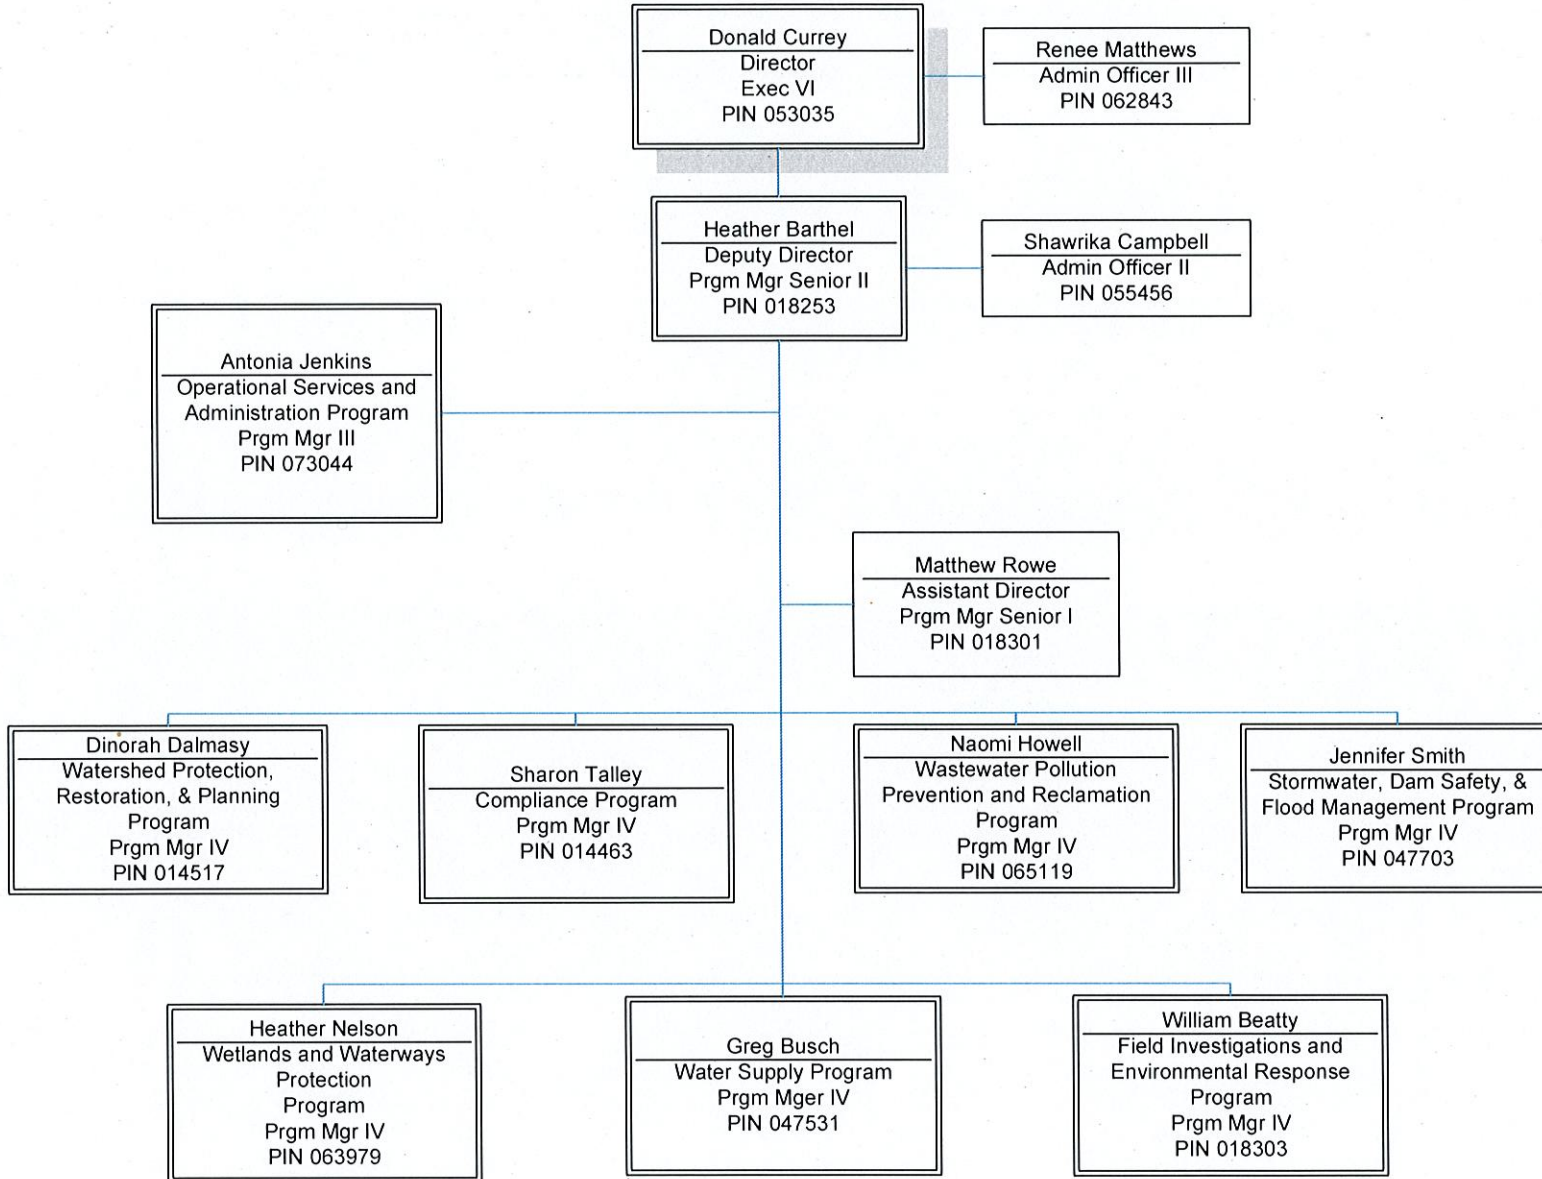 Donald Currey
Director
Exec VI
PIN 053035
Renee Matthews
Admin Officer III
PIN 062843
Heather Barthel
Deputy Director
Prgm Mgr Senior II
PIN 018253
Shawrika Campbell
Admin Officer II
PIN 055456
Antonia Jenkins
Operational Services and
Administration Program
Prgm Mgr III
PIN 073044
Matthew Rowe
Assistant Director
Prgm Mgr Senior I
PIN 018301
Dinorah Dalmasy
Watershed Protection,
Restoration, & Planning
Program
Prgm Mgr IV
PIN 014517
Sharon Talley
Compliance Program
Prgm Mgr IV
PIN 014463
Naomi Howell
Wastewater Pollution
Prevention and Reclamation
Program
Prgm Mgr IV
PIN 065119
Jennifer Smith
Stormwater, Dam Safety, &
Flood Management Program
Prgm Mgr IV
PIN 047703
Heather Nelson
Wetlands and Waterways
Protection
Program
Prgm Mgr IV
PIN 063979
Greg Busch
Water Supply Program
Prgm Mger IV
PIN 047531
William Beatty
Field Investigations and
Environmental Response
Program
Prgm Mgr IV
PIN 018303